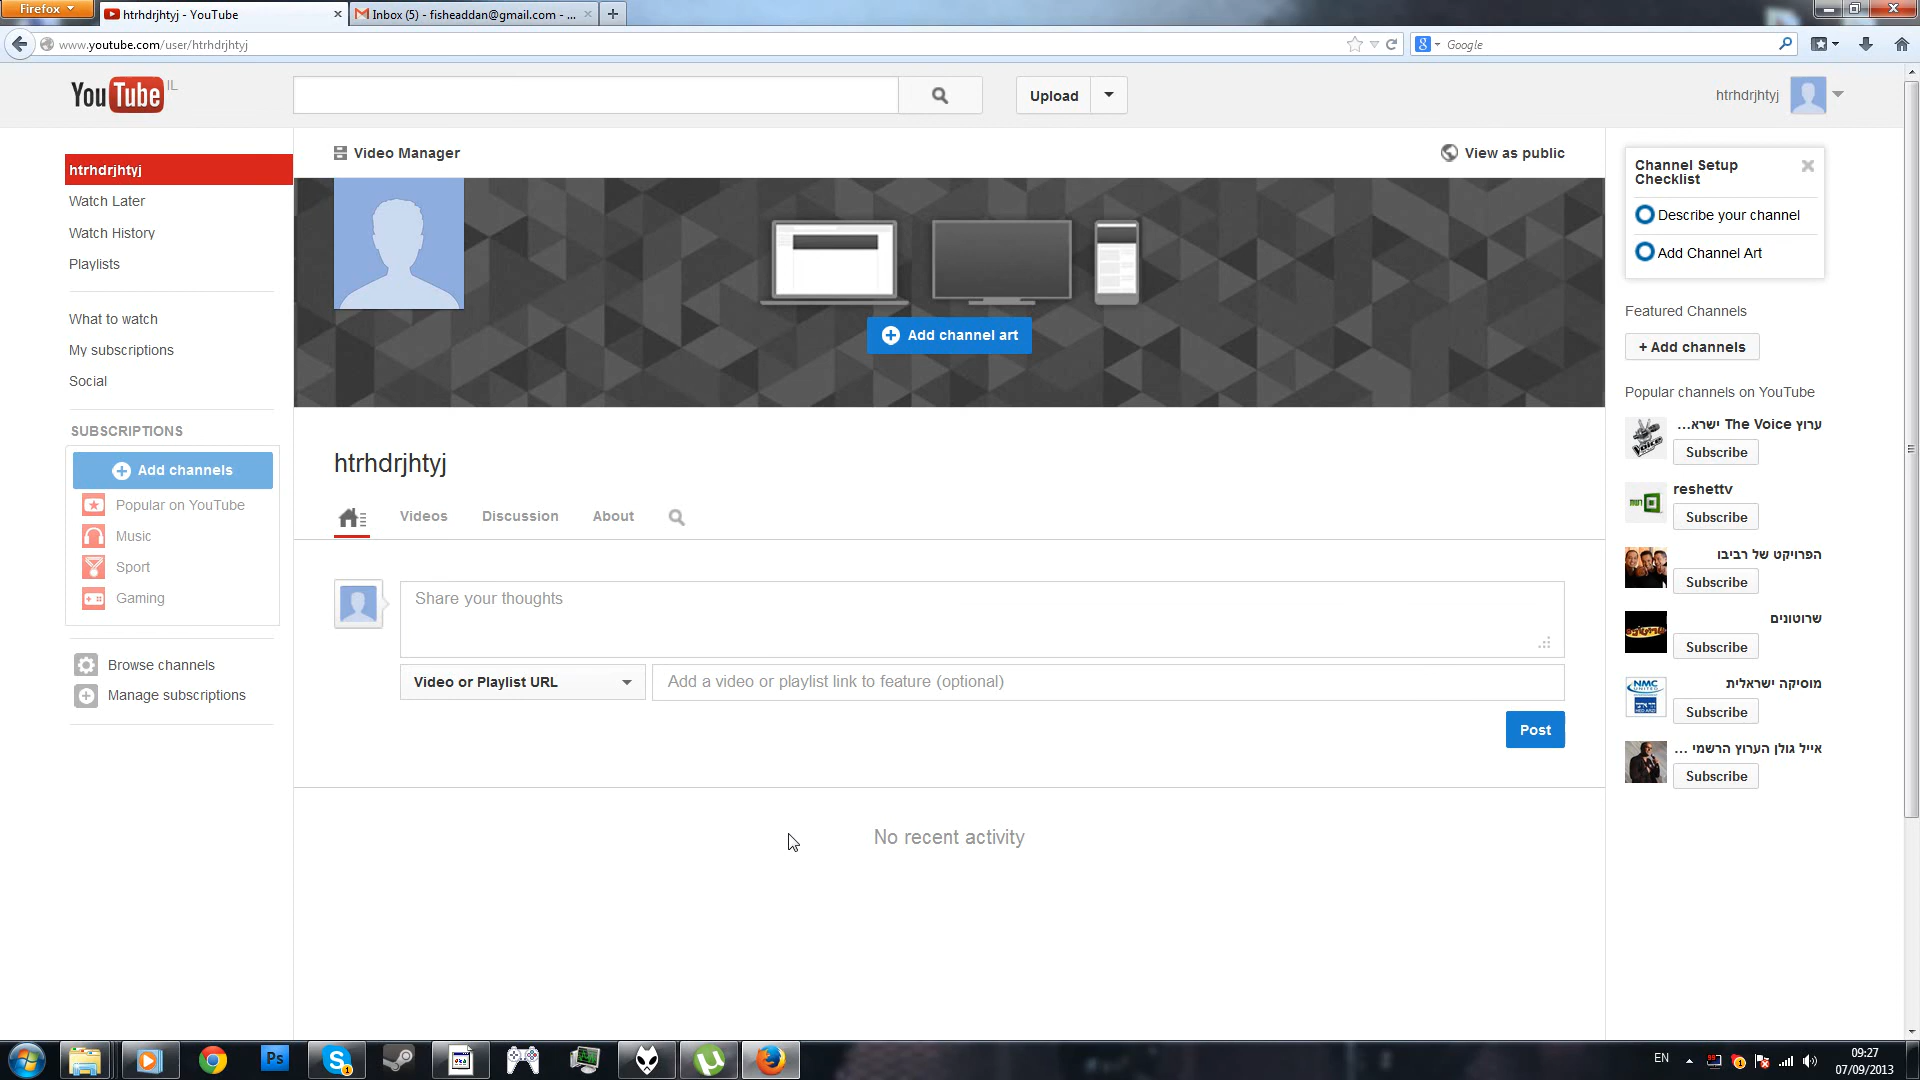 Firefox
htrhdrjhtyj - YouTube
Inbox (5) - fisheaddan@gmail.com - ...
www.youtube.com/user/htrhdrjhtyj
Google
YouTube IL
Upload
htrhdrjhtyj
htrhdrjhtyj
Watch Later
Watch History
Playlists
What to watch
My subscriptions
Social
SUBSCRIPTIONS
Add channels
Popular on YouTube
Music
Sport
Gaming
Browse channels
Manage subscriptions
Video Manager
View as public
Add channel art
htrhdrjhtyj
Videos
Discussion
About
Share your thoughts
Video or Playlist URL
Add a video or playlist link to feature (optional)
Post
No recent activity
Channel Setup
Checklist
Describe your channel
Add Channel Art
Featured Channels
+ Add channels
Popular channels on YouTube
ערוץ The Voice ישרא...
Subscribe
reshettv
Subscribe
הפרויקט של רביבו
Subscribe
שרוטונים
Subscribe
NMC
UNITED
מוסיקה ישראלית
Subscribe
אייל גולן הערוץ הרשמי ...
Subscribe
Ps
EN
09:27
07/09/2013